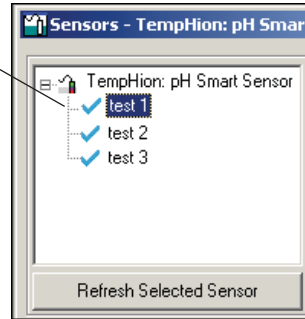 Sensors - TempHion: pH Smar
TempHion: pH Smart Sensor
test 1
test 2
test 3
Refresh Selected Sensor